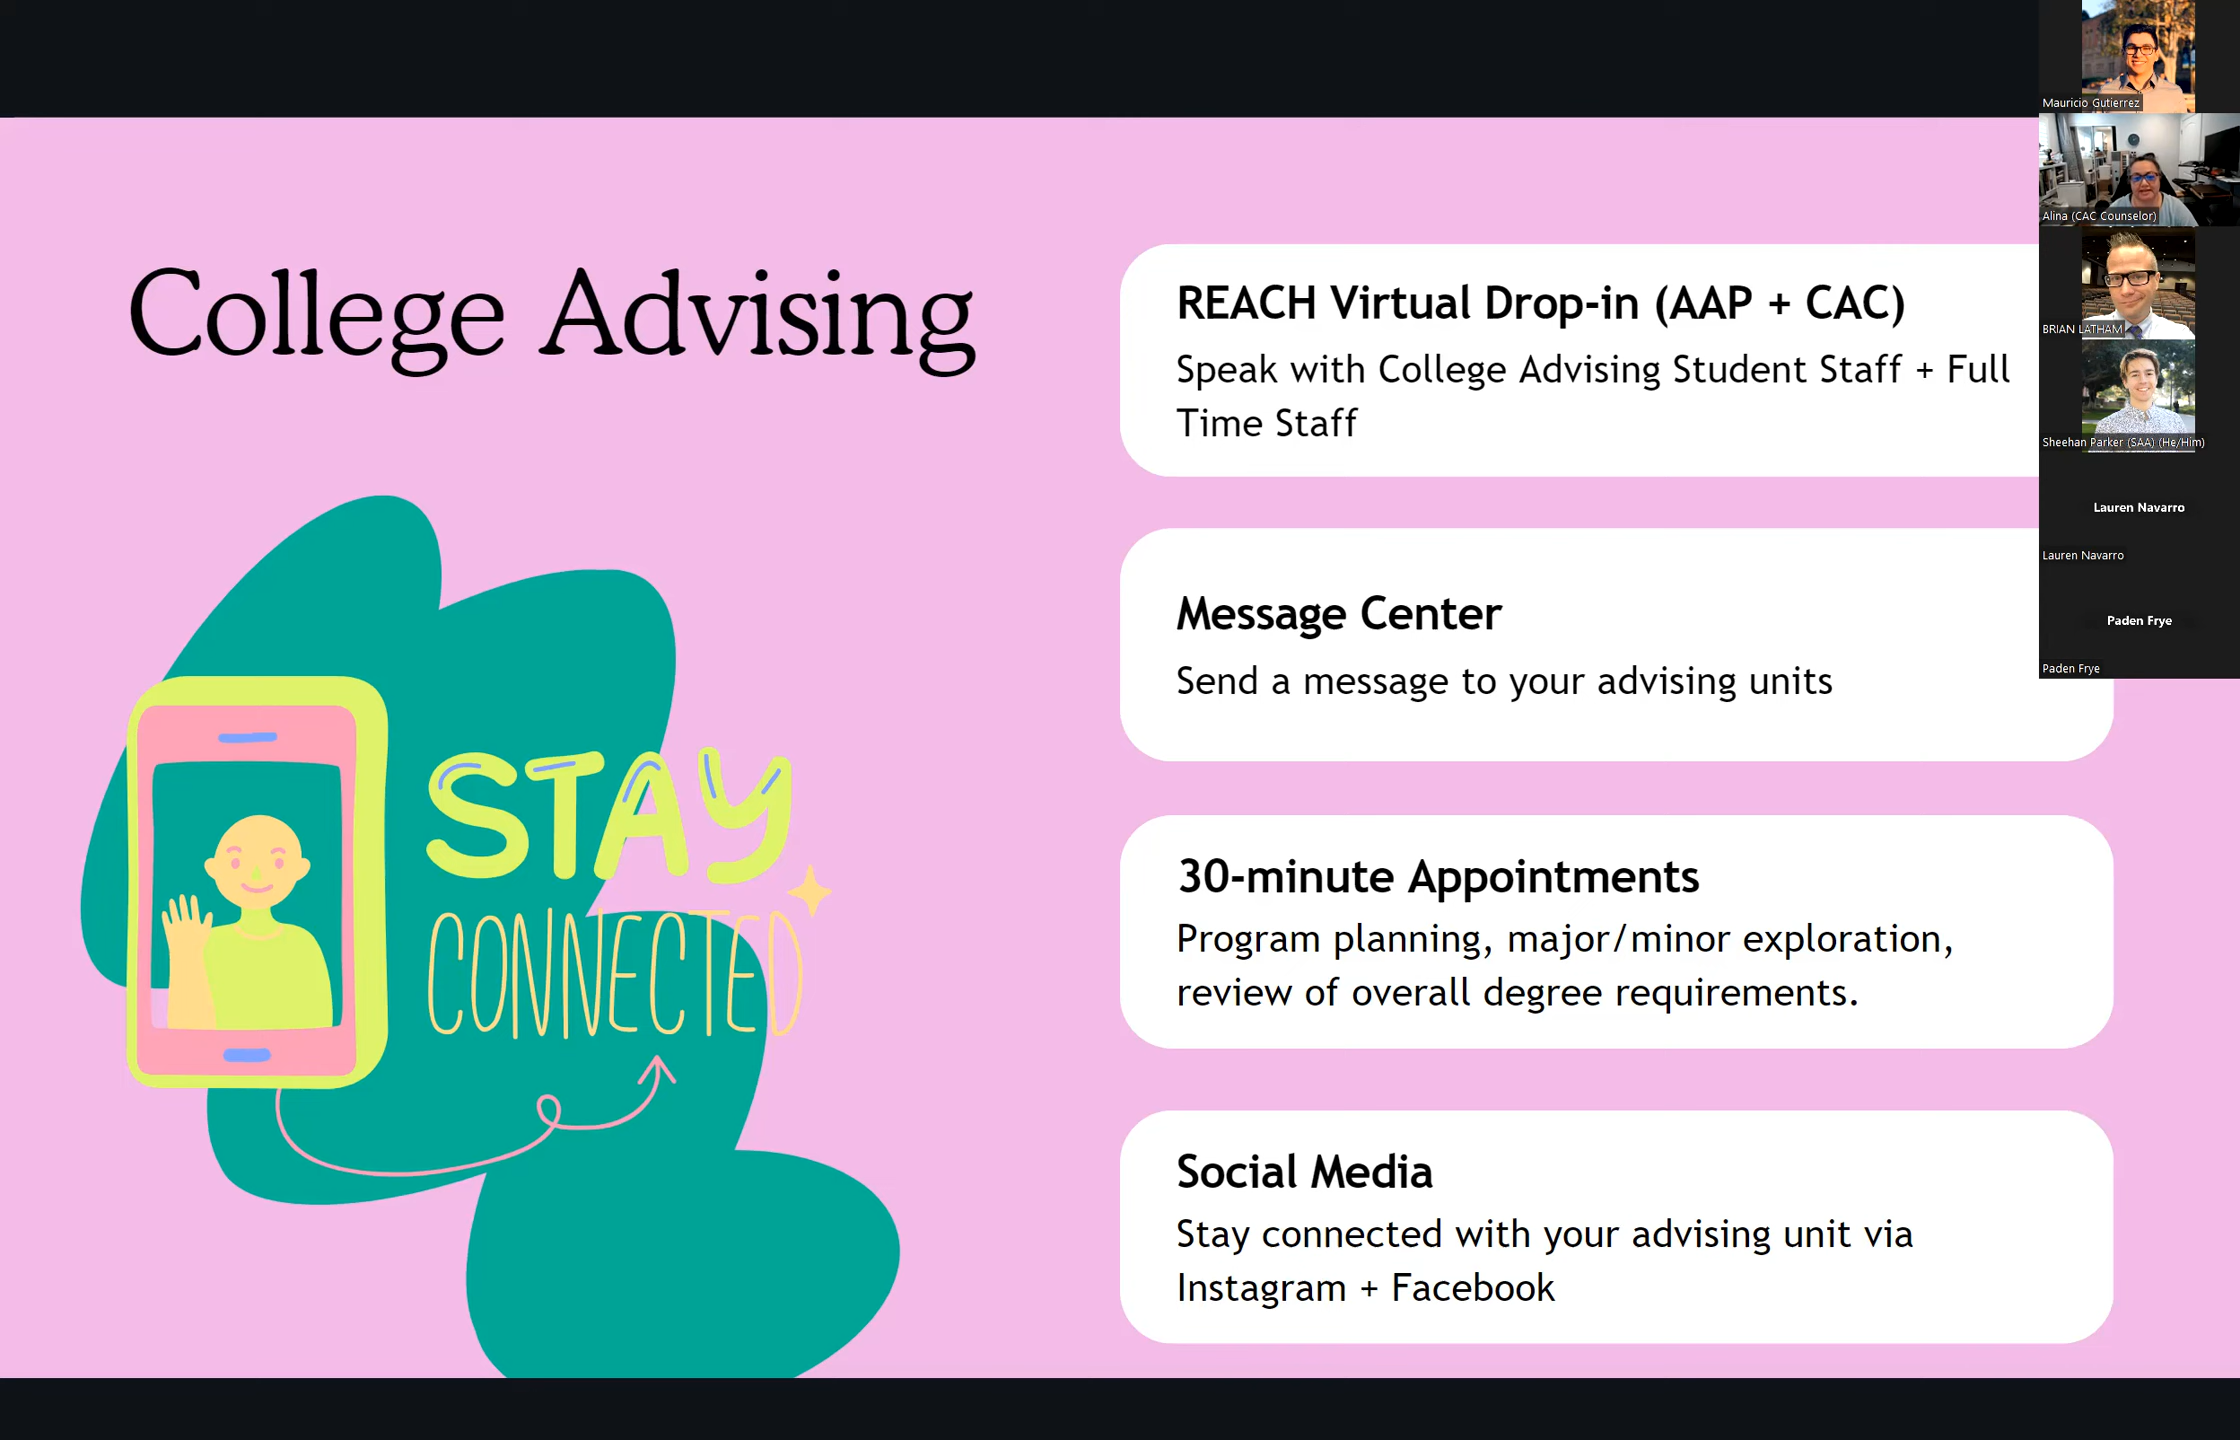 College Advising
STAY
CONNECTED
REACH Virtual Drop-in (AAP + CAC)
Speak with College Advising Student Staff + Full
Time Staff
Message Center
Send a message to your advising units
30-minute Appointments
Program planning, major/minor exploration,
review of overall degree requirements.
Social Media
Stay connected with your advising unit via
Instagram + Facebook
Mauricio Gutierrez
Alina (CAC Counselor)
BRIAN LATHAM
Sheehan Parker (SAA) (He/Him)
Lauren Navarro
Lauren Navarro
Paden Frye
Paden Frye